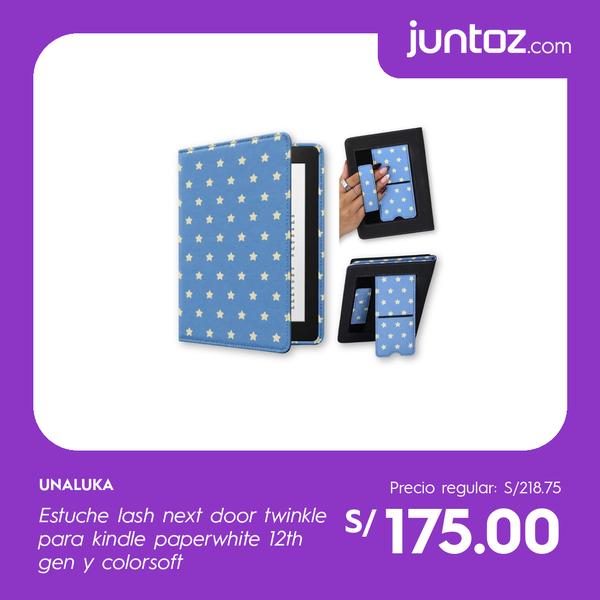 juntoz.com
UNALUKA
Estuche lash next door twinkle
para kindle paperwhite 12th
gen y colorsoft
Precio regular: S/218.75
S/ 175.00